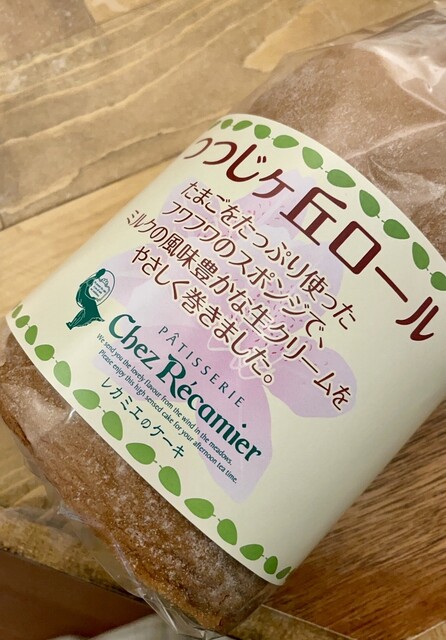 つつじヶ丘ロール
たまごをたっぷり使った
フワフワのスポンジで、
ミルクの風味豊かな生クリームを
やさしく巻きました。
PÂTISSERIE
Chez Récamier
We send you the lovely flavour from the wind in the meadows.
Please enjoy this high sensed cake for your afternoon tea time.
レカミエのケーキ